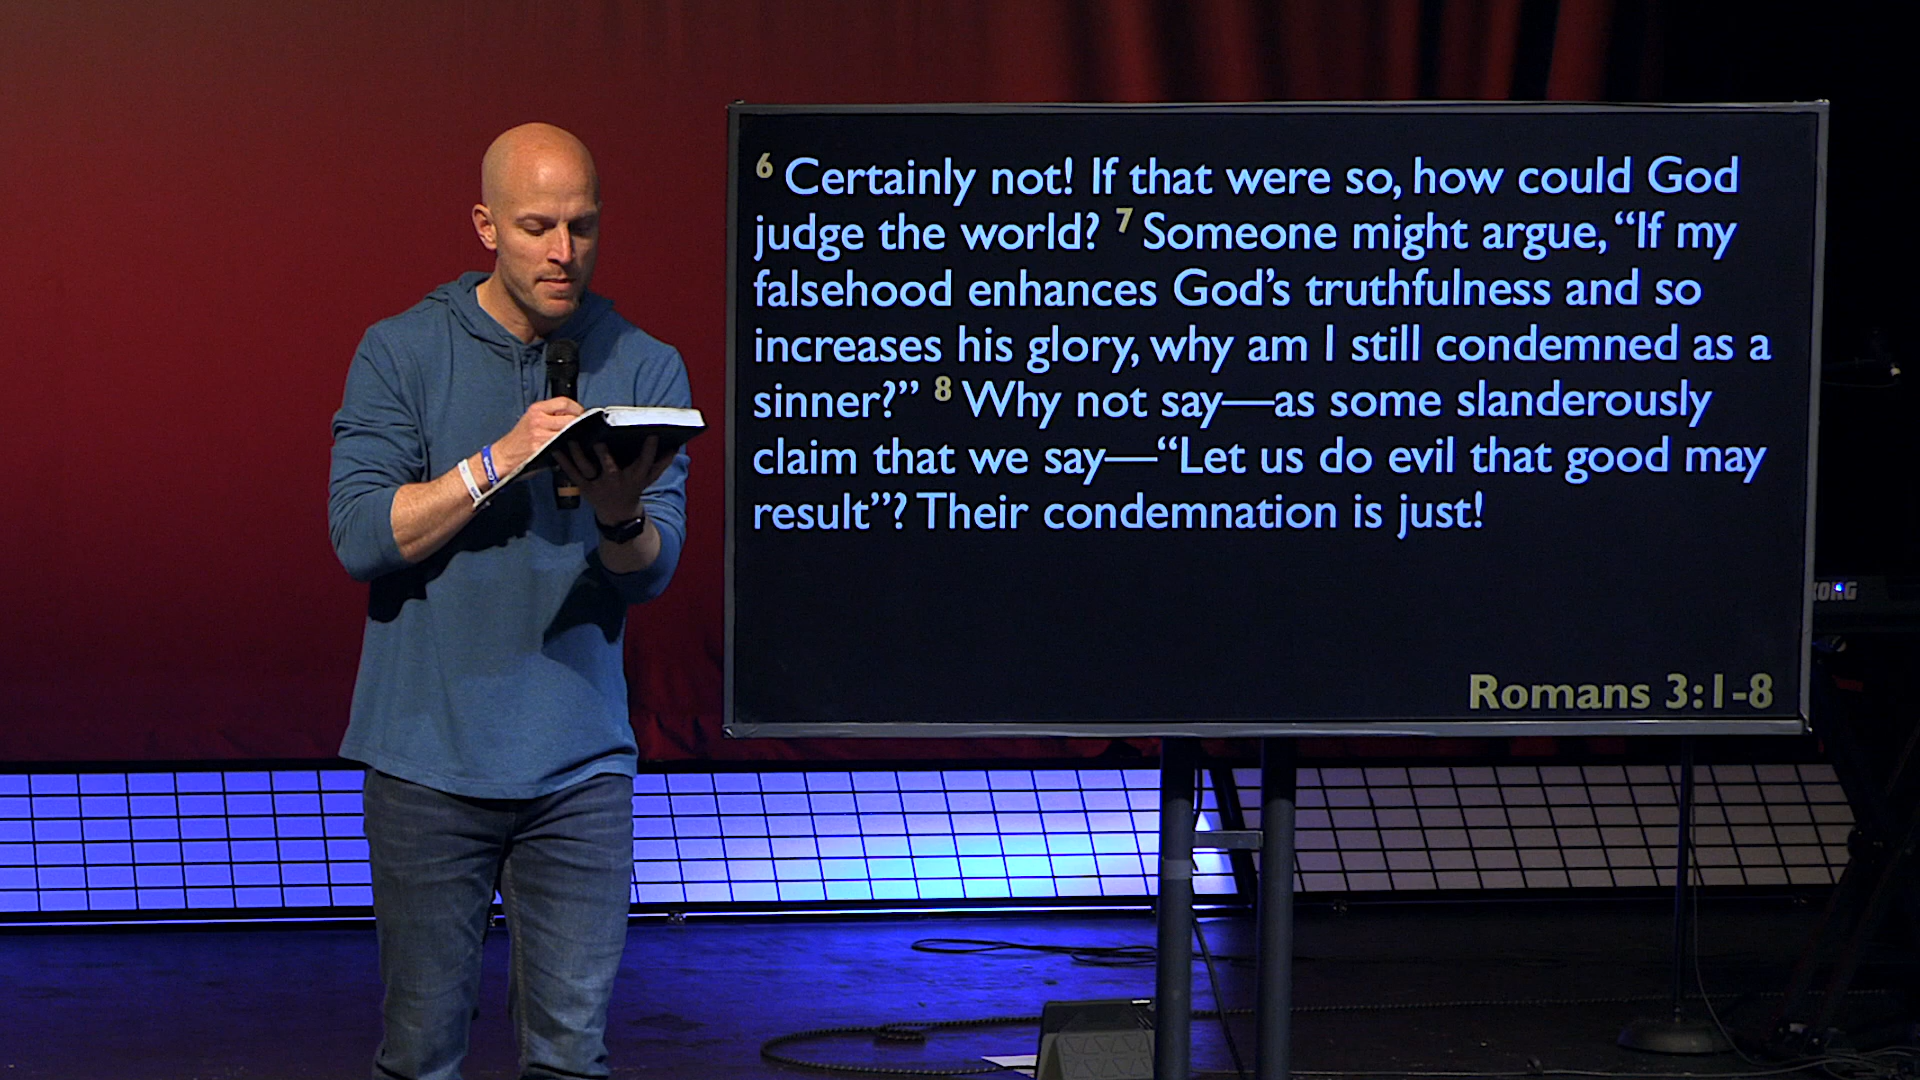 6 Certainly not! If that were so, how could God
judge the world? 7 Someone might argue, “If my
falsehood enhances God’s truthfulness and so
increases his glory, why am I still condemned as a
sinner?” 8 Why not say—as some slanderously
claim that we say—“Let us do evil that good may
result”? Their condemnation is just!
Romans 3:1-8
KORG